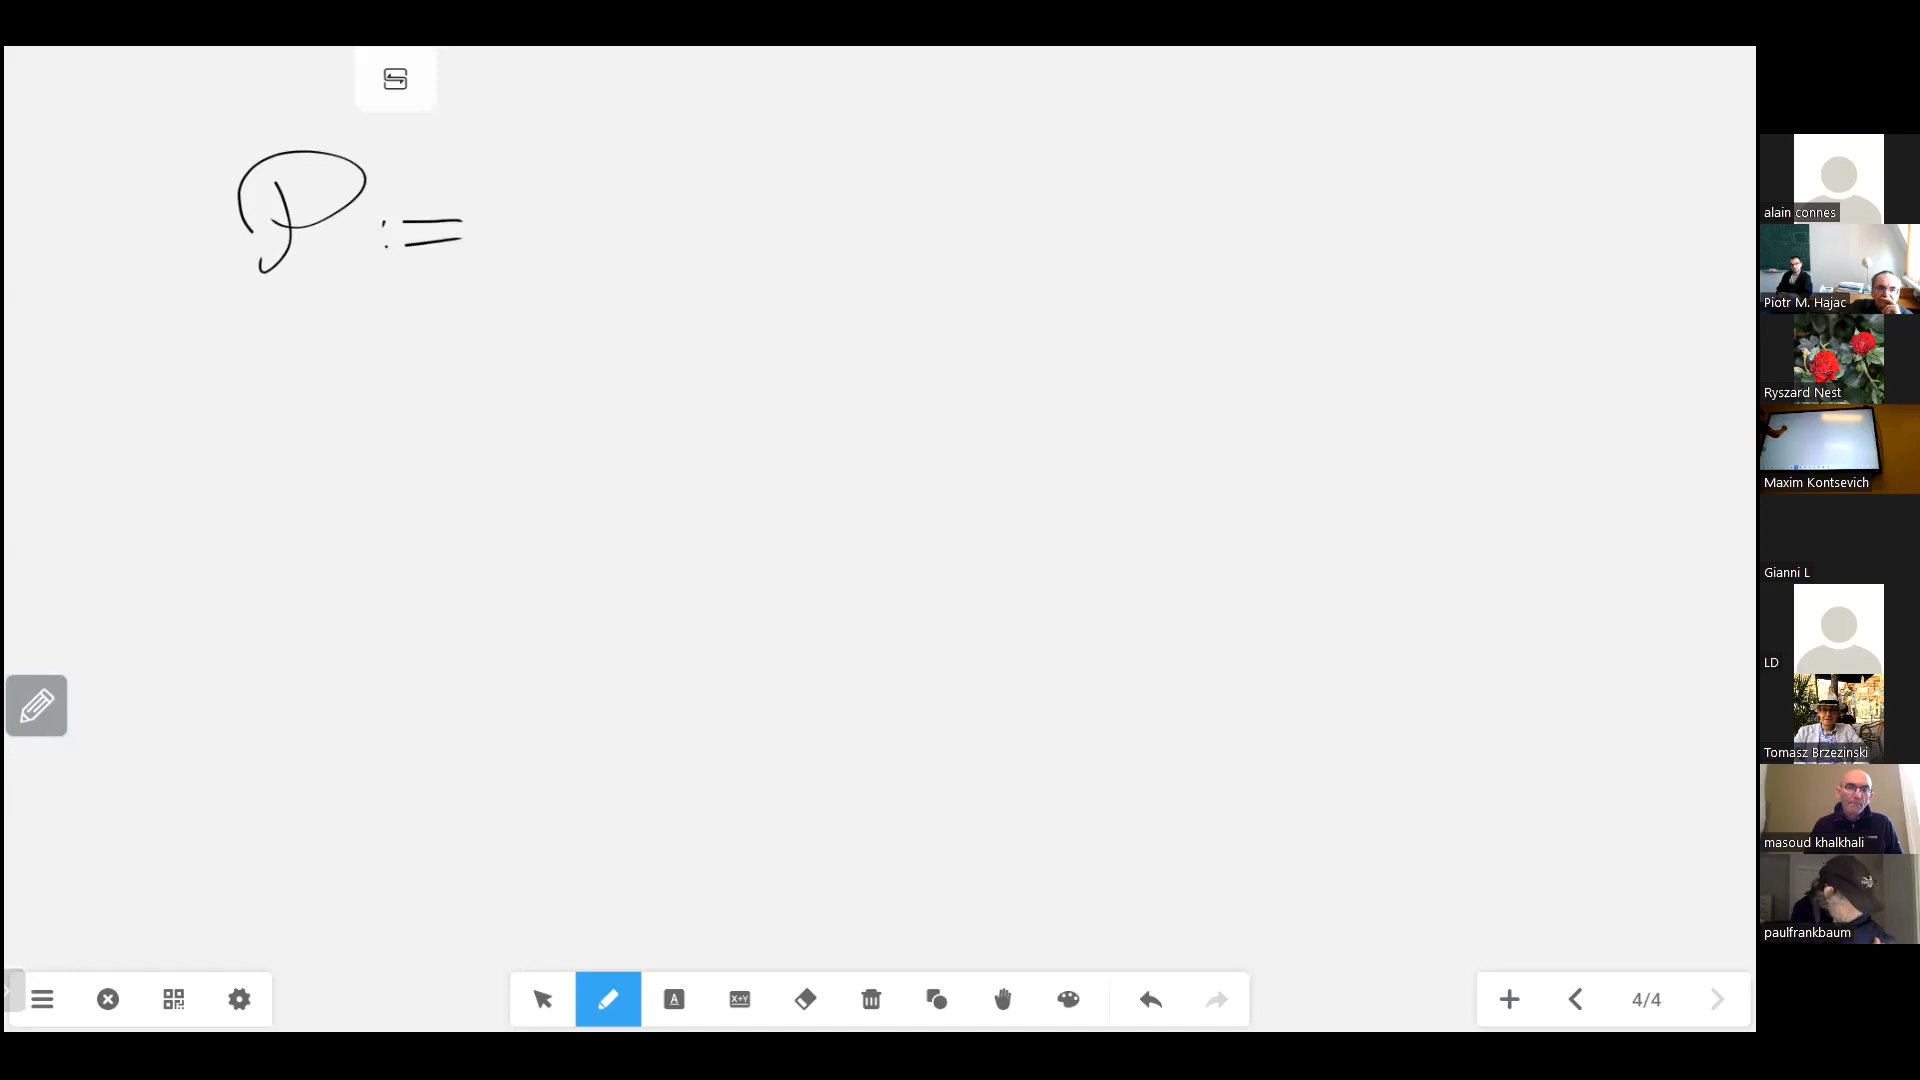 P :=
alain connes
Piotr M. Hajac
Ryszard Nest
Maxim Kontsevich
Gianni L
LD
Tomasz Brzezinski
masoud khalkhali
paulfrankbaum
A
X+Y
4/4